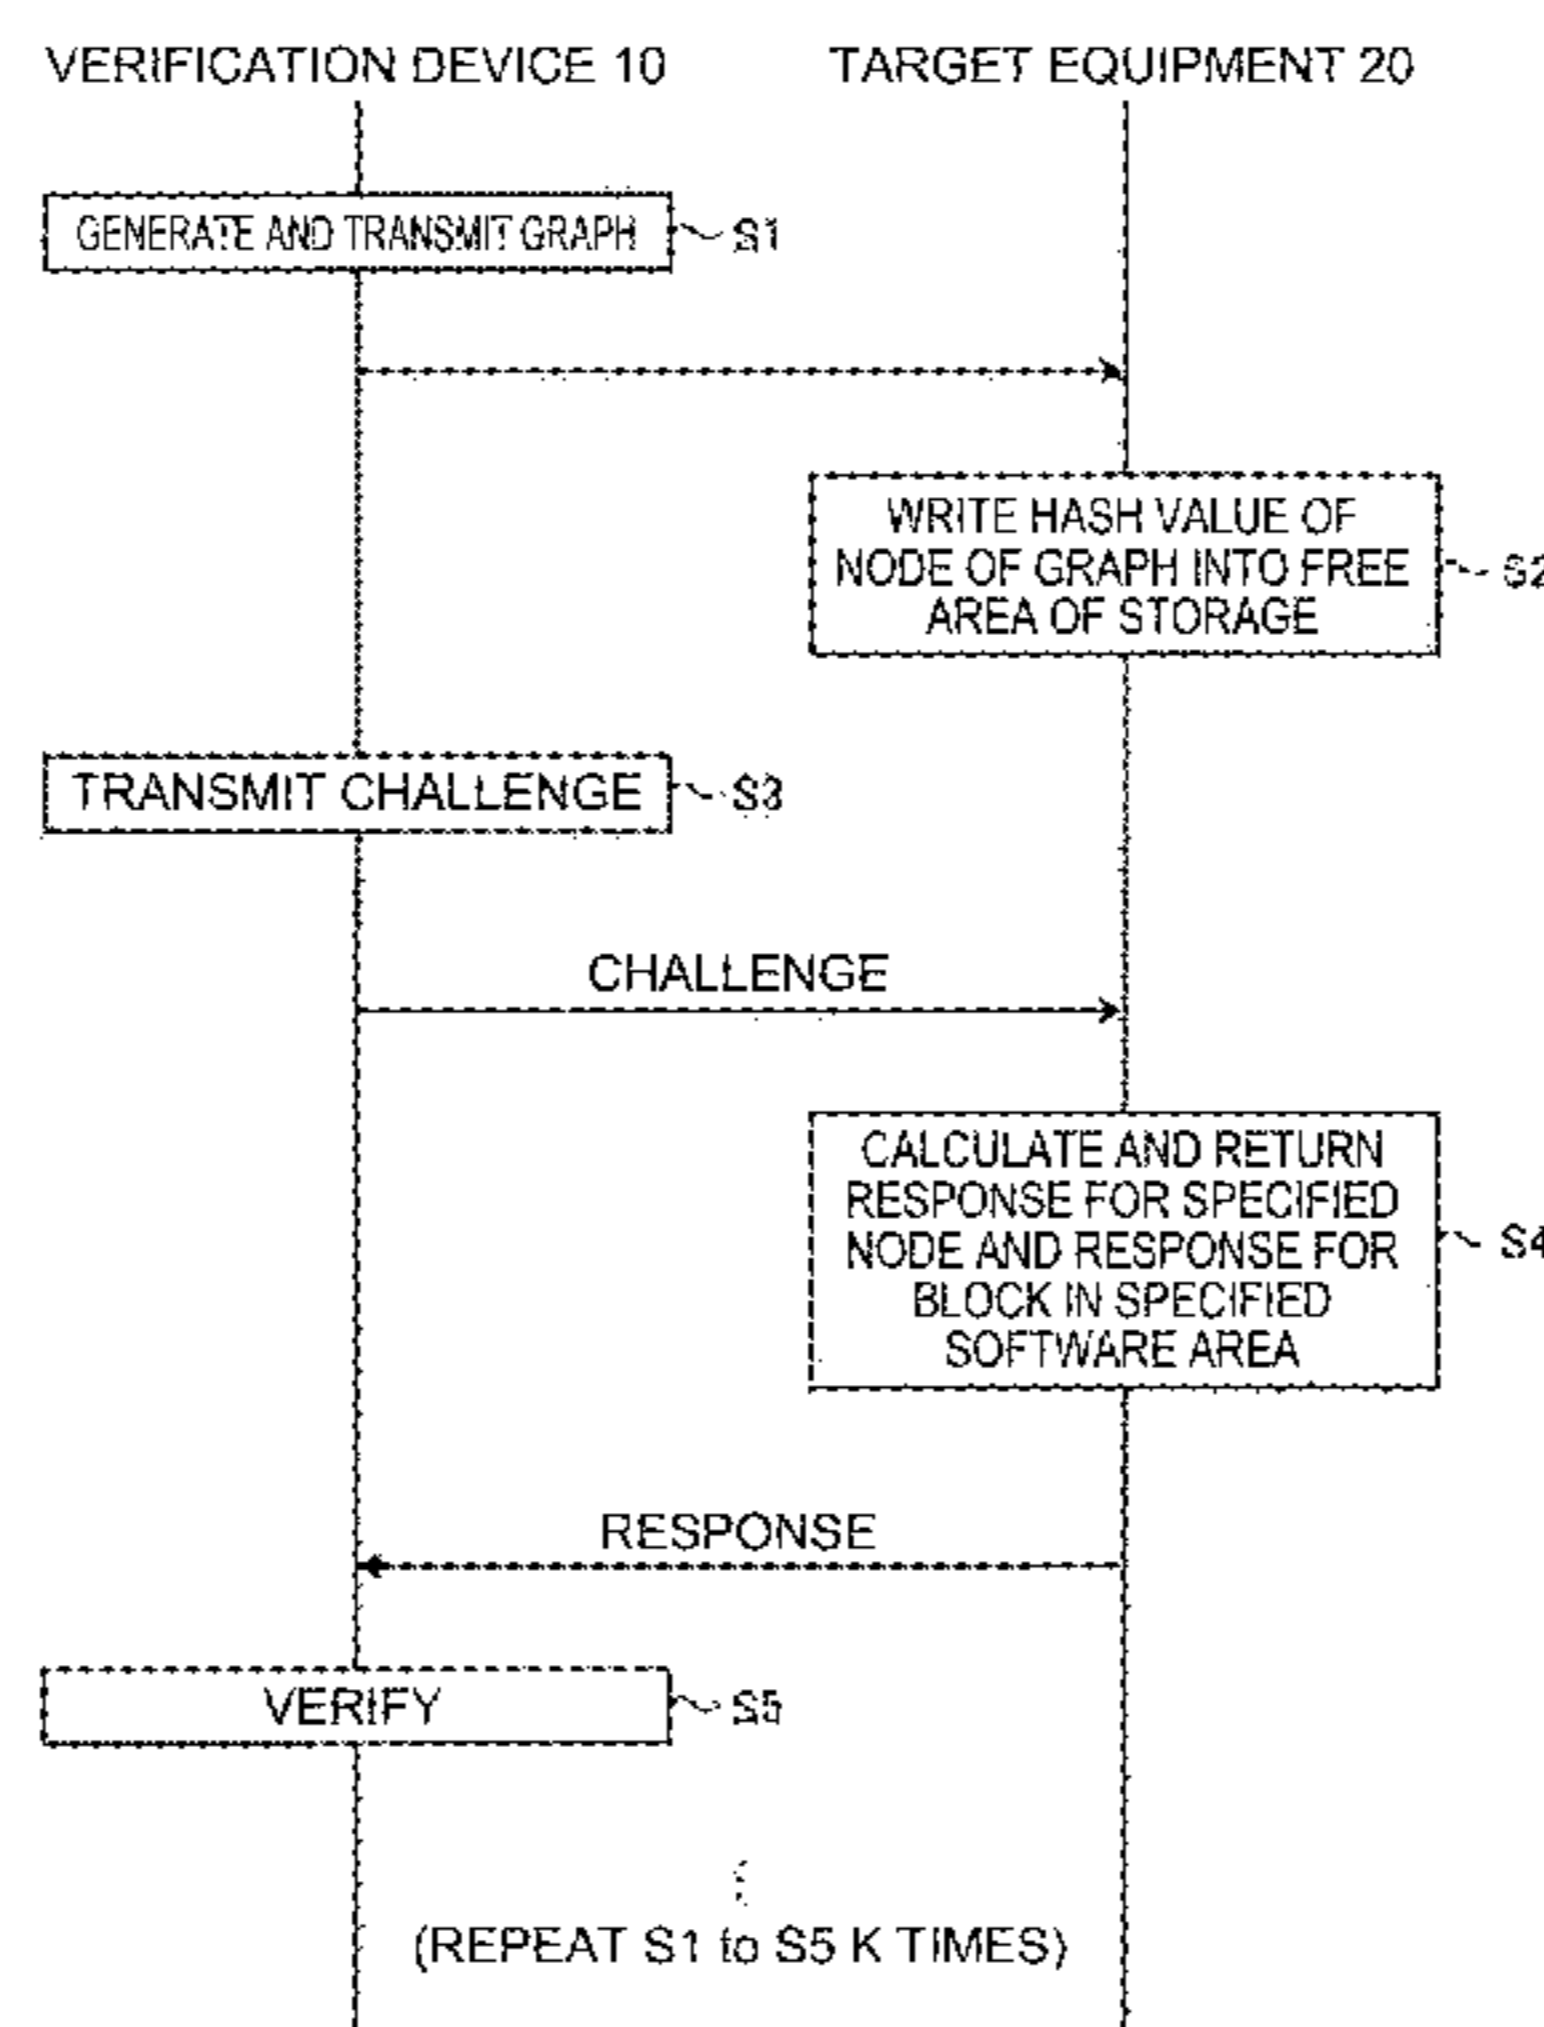 VERIFICATION DEVICE 10
TARGET EQUIPMENT 20
GENERATE AND TRANSMIT GRAPH
S1
WRITE HASH VALUE OF
NODE OF GRAPH INTO FREE
AREA OF STORAGE
S2
TRANSMIT CHALLENGE
S3
CHALLENGE
CALCULATE AND RETURN
RESPONSE FOR SPECIFIED
NODE AND RESPONSE FOR
BLOCK IN SPECIFIED
SOFTWARE AREA
S4
RESPONSE
VERIFY
S5
(REPEAT S1 to S5 K TIMES)